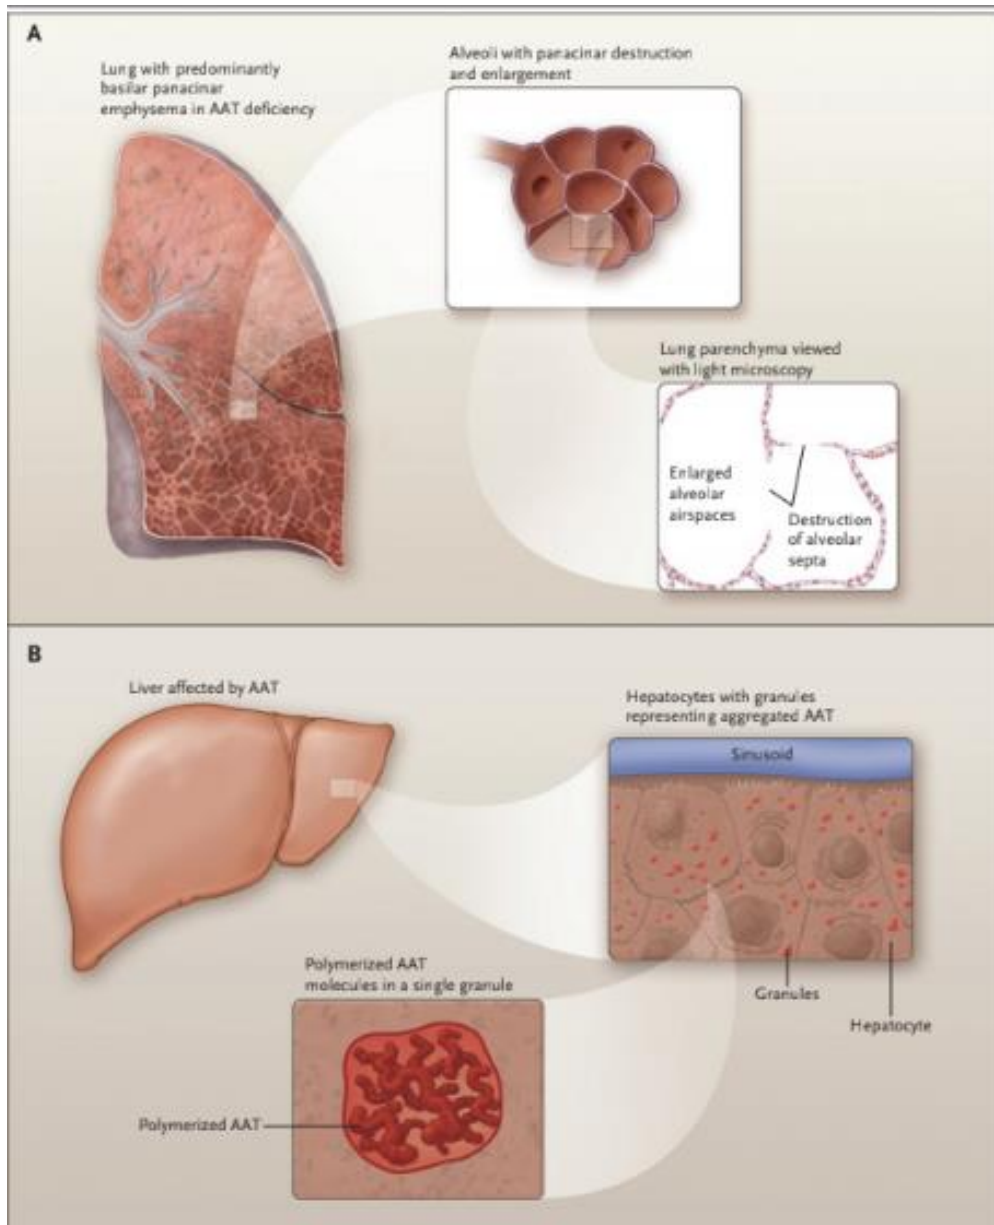 A
Lung with predominantly
basilar panacinar
emphysema in AAT deficiency
Alveoli with panacinar destruction
and enlargement
Lung parenchyma viewed
with light microscopy
Enlarged
alveolar
airspaces
Destruction
of alveolar
septa
B
Liver affected by AAT
Hepatocytes with granules
representing aggregated AAT
Sinusoid
Granules
Hepatocyte
Polymerized AAT
molecules in a single granule
Polymerized AAT